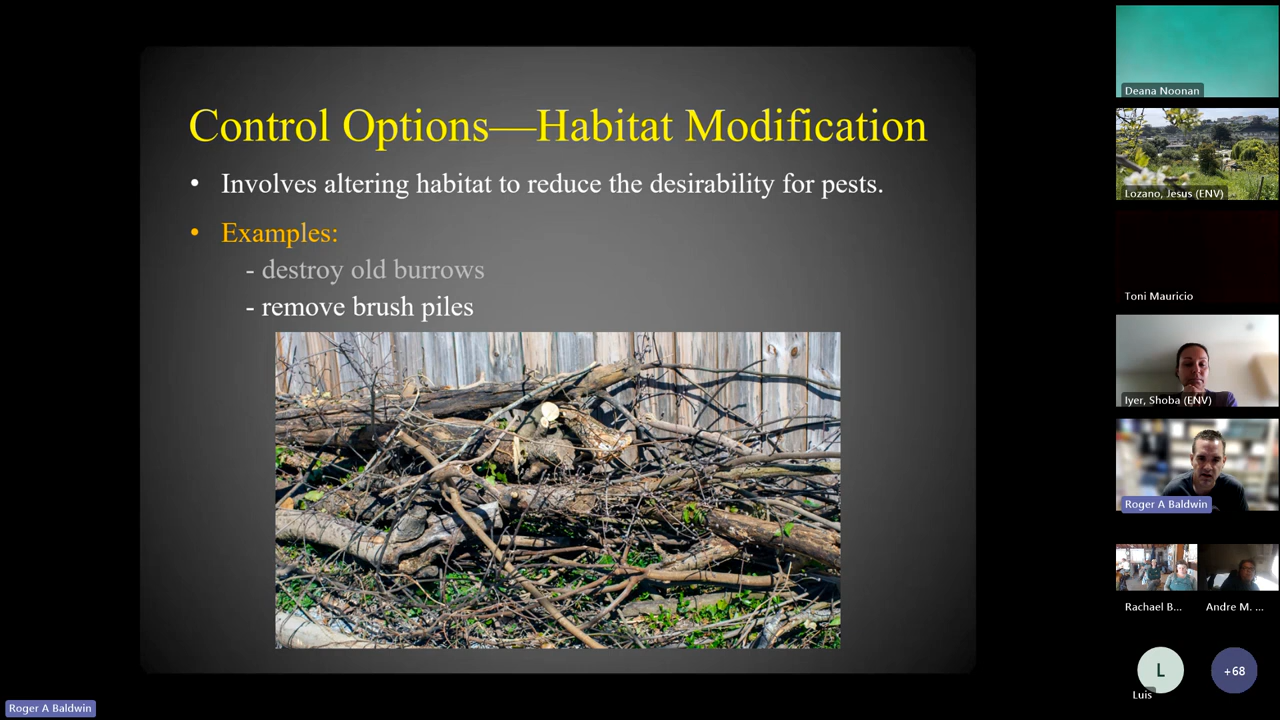 Control Options—Habitat Modification
• Involves altering habitat to reduce the desirability for pests.
• Examples:
- destroy old burrows
- remove brush piles
Deana Noonan
Lozano, Jesus (ENV)
Toni Mauricio
Iyer, Shoba (ENV)
Roger A Baldwin
Rachael B...
Andre M. ...
L
Luis
+68
Roger A Baldwin